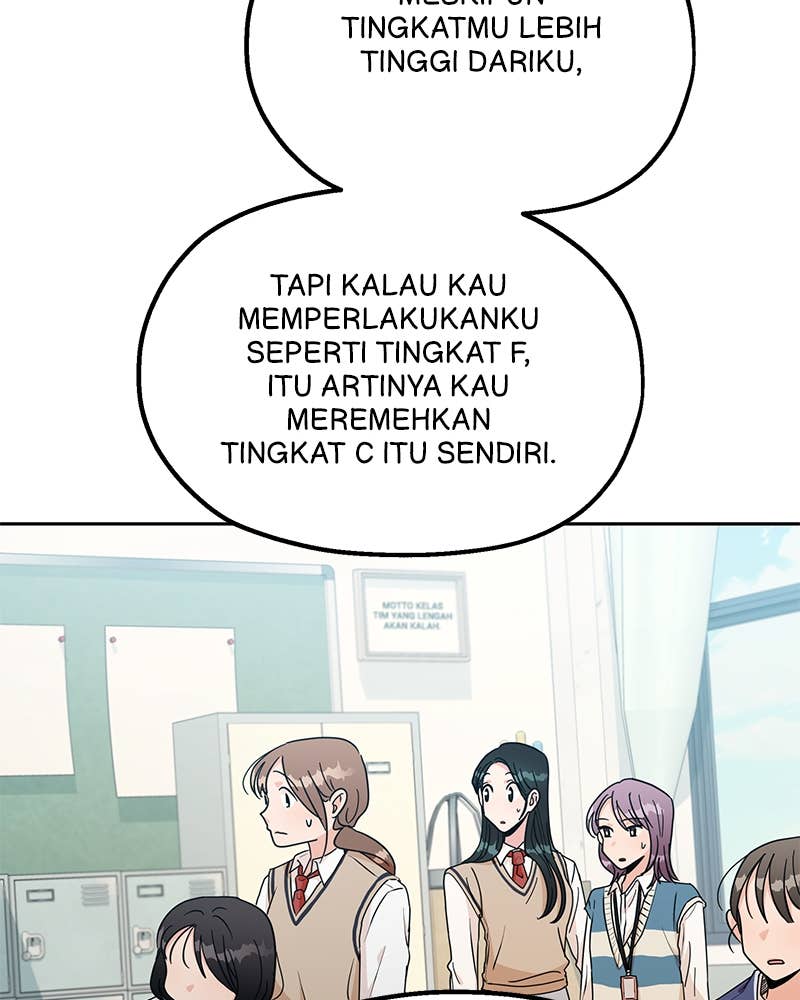 MESKIPUN
TINGKATMU LEBIH
TINGGI DARIKU,
TAPI KALAU KAU
MEMPERLAKUKANKU
SEPERTI TINGKAT F,
ITU ARTINYA KAU
MEREMEHKAN
TINGKAT C ITU SENDIRI.
MOTTO KELAS
TIM YANG LENGAH
AKAN KALAH.